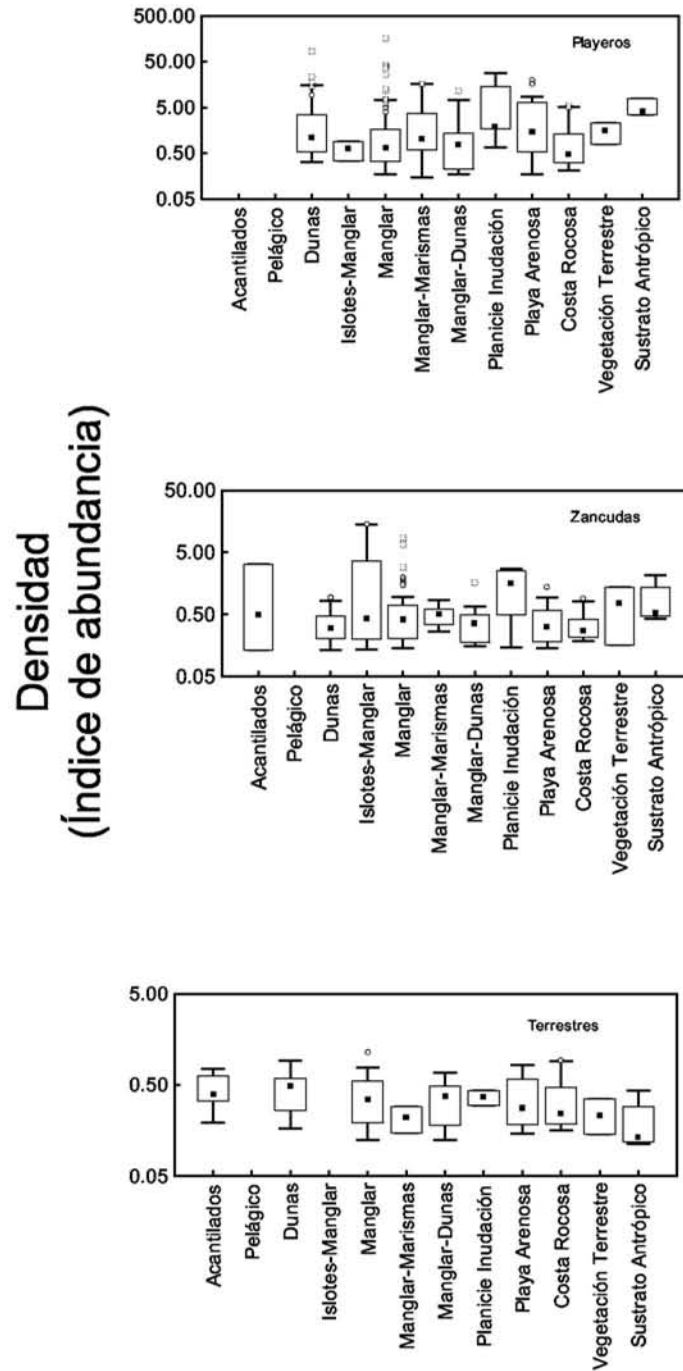 Densidad
(Índice de abundancia)
500.00
50.00
5.00
0.50
0.05
Playeros
Acantilados
Pelágico
Dunas
Islotes-Manglar
Manglar
Manglar-Marismas
Manglar-Dunas
Planicie Inudación
Playa Arenosa
Costa Rocosa
Vegetación Terrestre
Sustrato Antrópico
50.00
5.00
0.50
0.05
Zancudas
Acantilados
Pelágico
Dunas
Islotes-Manglar
Manglar
Manglar-Marismas
Manglar-Dunas
Planicie Inudación
Playa Arenosa
Costa Rocosa
Vegetación Terrestre
Sustrato Antrópico
5.00
0.50
0.05
Terrestres
Acantilados
Pelágico
Dunas
Islotes-Manglar
Manglar
Manglar-Marismas
Manglar-Dunas
Planicie Inudación
Playa Arenosa
Costa Rocosa
Vegetación Terrestre
Sustrato Antrópico